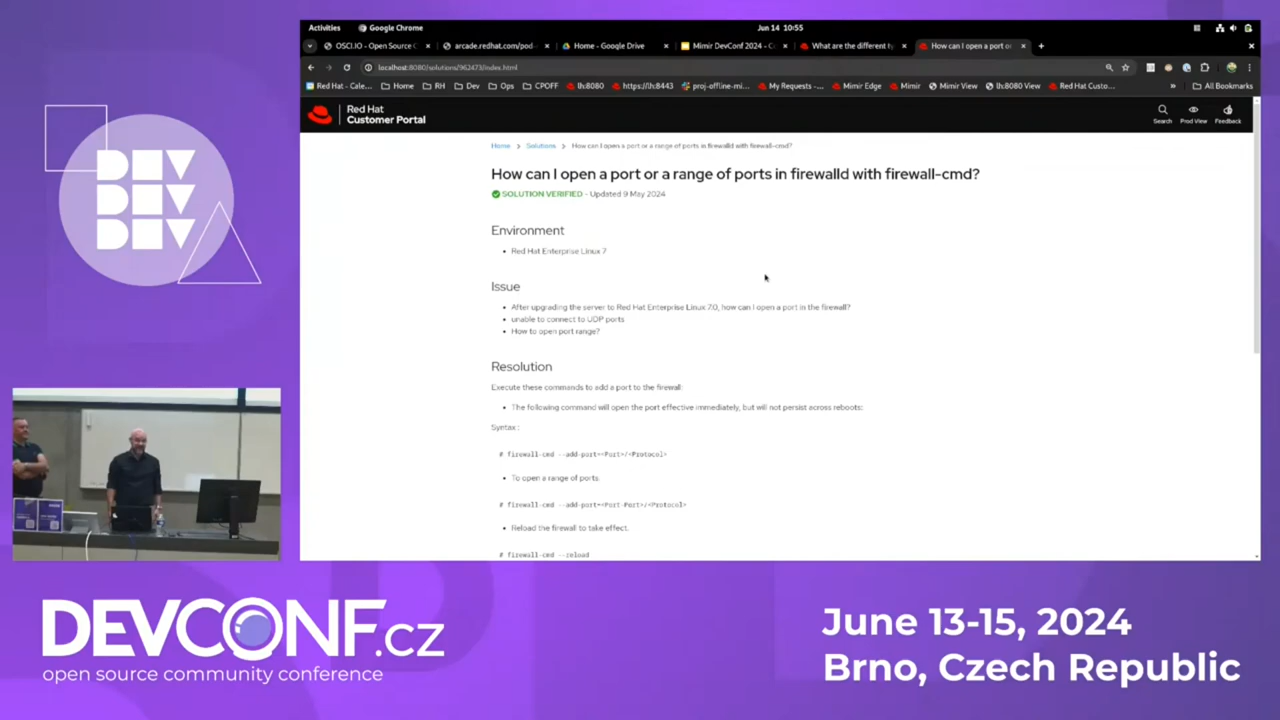 Activities
Google Chrome
Jun 14 10:55
OSCI.IO - Open Source C
arcade.redhat.com/pod
Home - Google Drive
Mimir DevConf 2024 - C
What are the different t
How can I open a port o
localhost:8080/solutions/962473/index.html
Red Hat - Cale...
Home
RH
Dev
Ops
CPOFF
lh:8080
https://lh:8443
proj-offline-mi...
My Requests -...
Mimir Edge
Mimir
Mimir View
lh:8080 View
Red Hat Custo...
»
All Bookmarks
Red Hat
Customer Portal
Search
Prod View
Feedback
Home > Solutions > How can I open a port or a range of ports in firewalld with firewall-cmd?
How can I open a port or a range of ports in firewalld with firewall-cmd?
SOLUTION VERIFIED - Updated 9 May 2024
Environment
• Red Hat Enterprise Linux 7
Issue
• After upgrading the server to Red Hat Enterprise Linux 7.0, how can I open a port in the firewall?
• unable to connect to UDP ports
• How to open port range?
Resolution
Execute these commands to add a port to the firewall:
• The following command will open the port effective immediately, but will not persist across reboots:
Syntax :
# firewall-cmd --add-port=<Port>/<Protocol>
• To open a range of ports.
# firewall-cmd --add-port=<Port-Port>/<Protocol>
• Reload the firewall to take effect.
# firewall-cmd --reload
DEV
DEV
DEV
DEVCONF.cz
open source community conference
June 13-15, 2024
Brno, Czech Republic